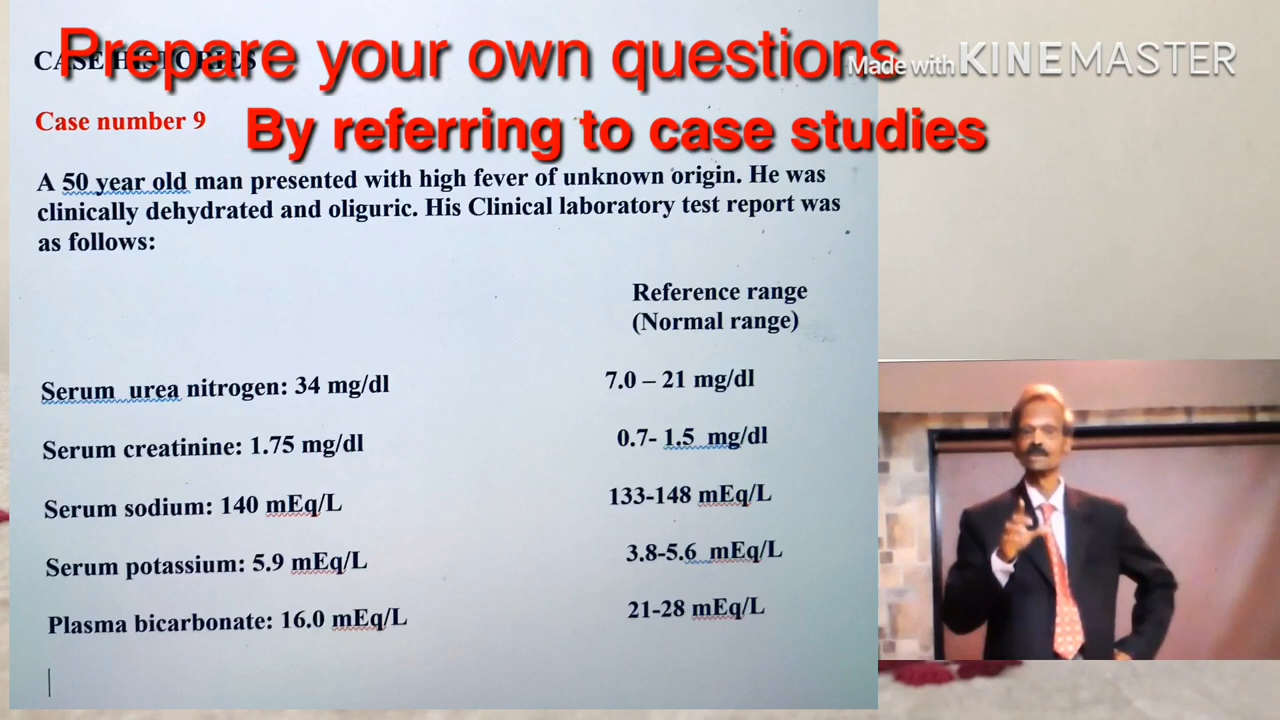 Prepare your own questions
Made with KINEMASTER
CASE HISTORIES
Case number 9
By referring to case studies
A 50 year old man presented with high fever of unknown origin. He was
clinically dehydrated and oliguric. His Clinical laboratory test report was
as follows:
Reference range
(Normal range)
Serum urea nitrogen: 34 mg/dl 7.0 – 21 mg/dl
Serum creatinine: 1.75 mg/dl 0.7- 1.5 mg/dl
Serum sodium: 140 mEq/L 133-148 mEq/L
Serum potassium: 5.9 mEq/L 3.8-5.6 mEq/L
Plasma bicarbonate: 16.0 mEq/L 21-28 mEq/L